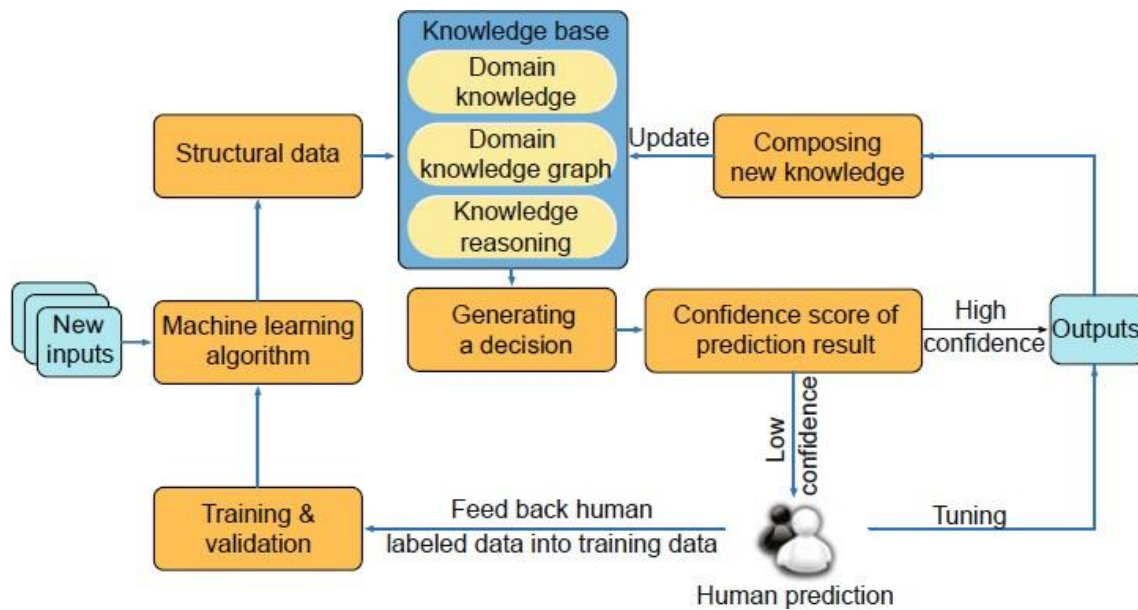 Knowledge base
Domain
knowledge
Domain
knowledge graph
Knowledge
reasoning
Structural data
Update
Composing
new knowledge
New
inputs
Machine learning
algorithm
Generating
a decision
Confidence score of
prediction result
High
confidence
Outputs
Low
confidence
Training &
validation
Feed back human
labeled data into training data
Tuning
Human prediction